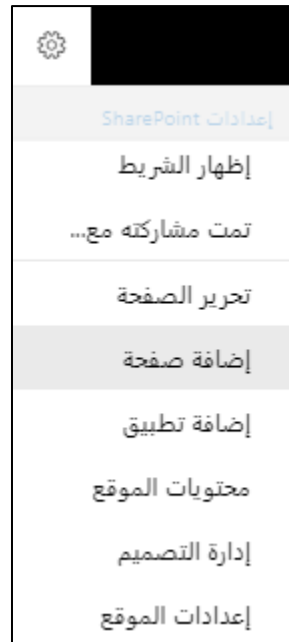 إعدادات SharePoint
إظهار الشريط
تمت مشاركته مع...
تحرير الصفحة
إضافة صفحة
إضافة تطبيق
محتويات الموقع
إدارة التصميم
إعدادات الموقع